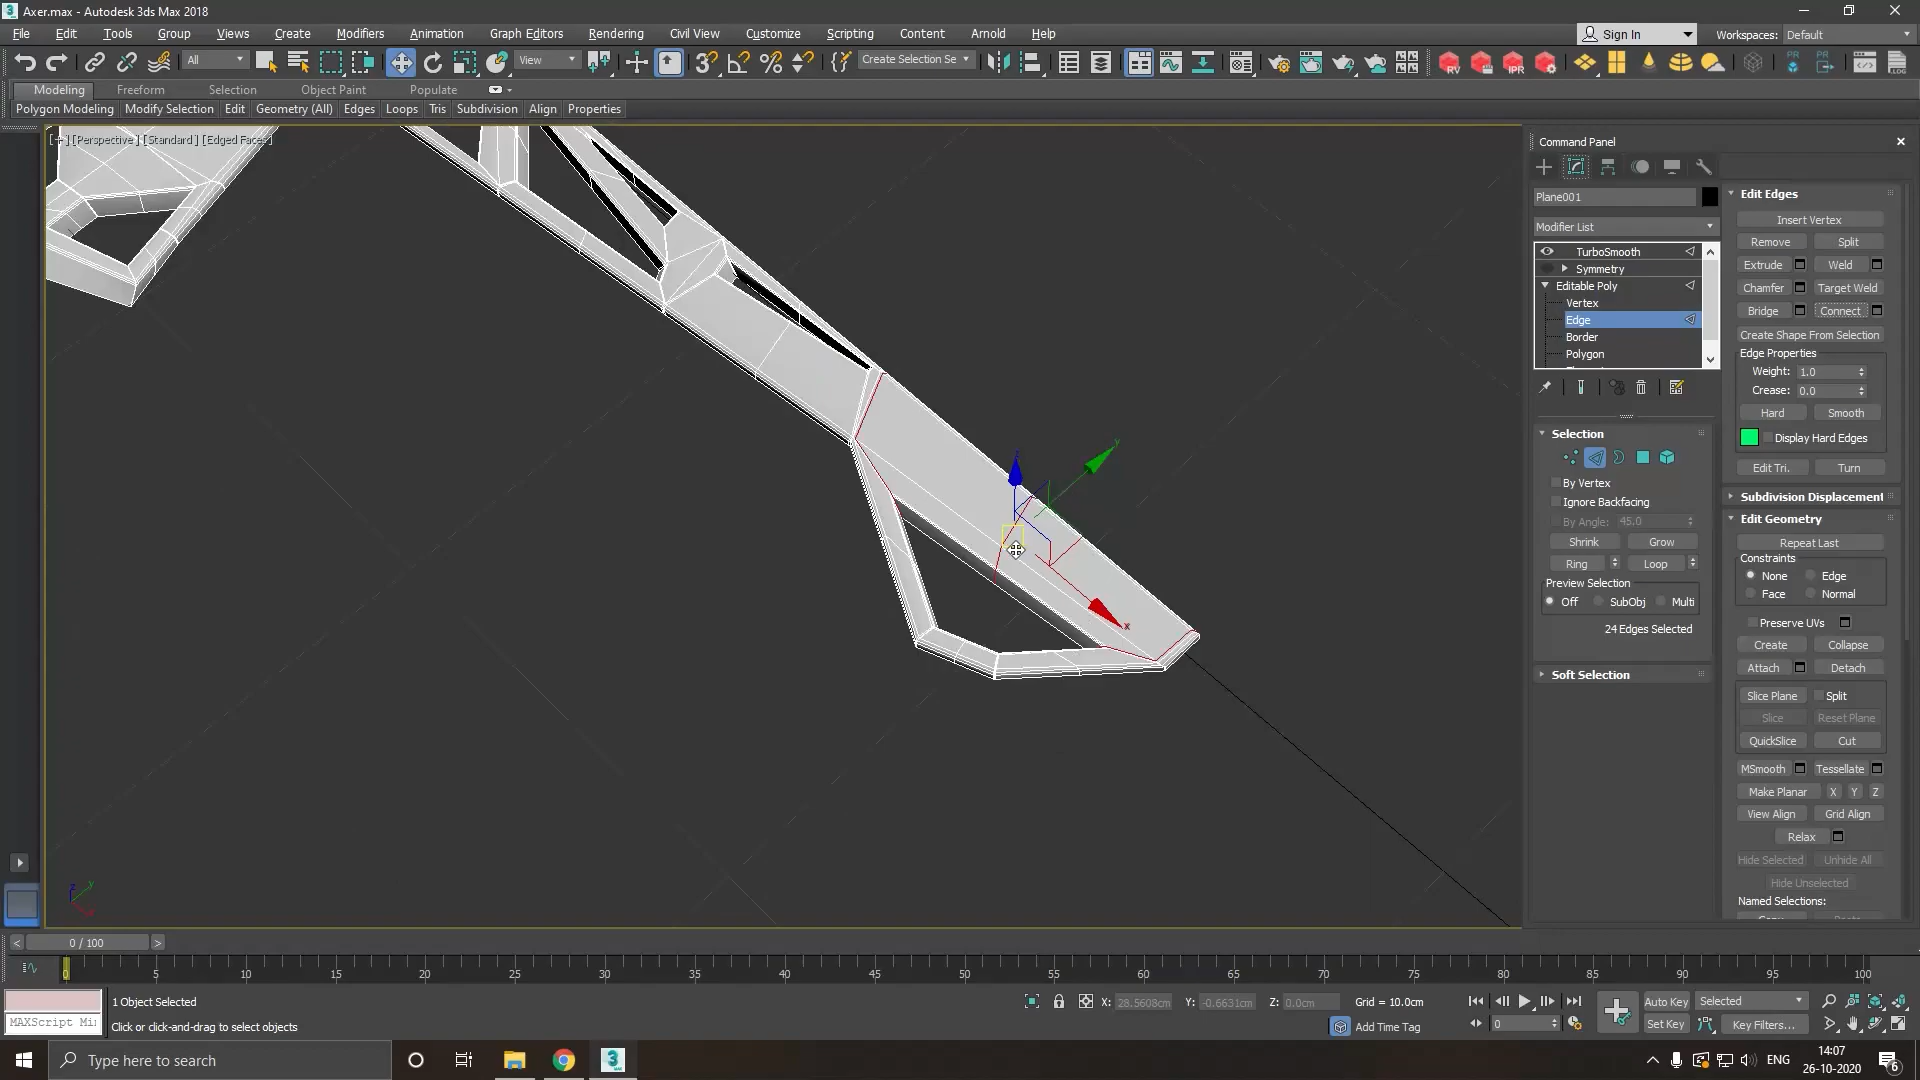 Axer.max - Autodesk 3ds Max 2018
File Edit Tools Group Views Create Modifiers Animation Graph Editors Rendering Civil View Customize Scripting Content Arnold Help
Sign In
Workspaces: Default
All
View
Create Selection Se
RV
IPR
LOG
Modeling Freeform Selection Object Paint Populate
Polygon Modeling Modify Selection Edit Geometry (All) Edges Loops Tris Subdivision Align Properties
[+][Perspective][Standard][Edged Faces]
z
y
x
Command Panel
Plane001
Modifier List
TurboSmooth
Symmetry
Editable Poly
Vertex
Edge
Border
Polygon
Selection
By Vertex
Ignore Backfacing
By Angle: 45.0
Shrink Grow
Ring Loop
Preview Selection
Off SubObj Multi
24 Edges Selected
Soft Selection
Edit Edges
Insert Vertex
Remove Split
Extrude Weld
Chamfer Target Weld
Bridge Connect
Create Shape From Selection
Edge Properties
Weight: 1.0
Crease: 0.0
Hard Smooth
Display Hard Edges
Edit Tri. Turn
Subdivision Displacement
Edit Geometry
Repeat Last
Constraints
None Edge
Face Normal
Preserve UVs
Create Collapse
Attach Detach
Slice Plane Split
Slice Reset Plane
QuickSlice Cut
MSmooth Tessellate
Make Planar X Y Z
View Align Grid Align
Relax
Hide Selected Unhide All
Hide Unselected
Named Selections:
< 0 / 100 >
0 5 10 15 20 25 30 35 40 45 50 55 60 65 70 75 80 85 90 95 100
1 Object Selected
X: 28.5608cm Y: -0.6631cm Z: 0.0cm Grid = 10.0cm
Auto Key Selected
MAXScript Mi
Click or click-and-drag to select objects
Add Time Tag
0
Set Key Key Filters...
Type here to search
ENG
14:07
26-10-2020
6